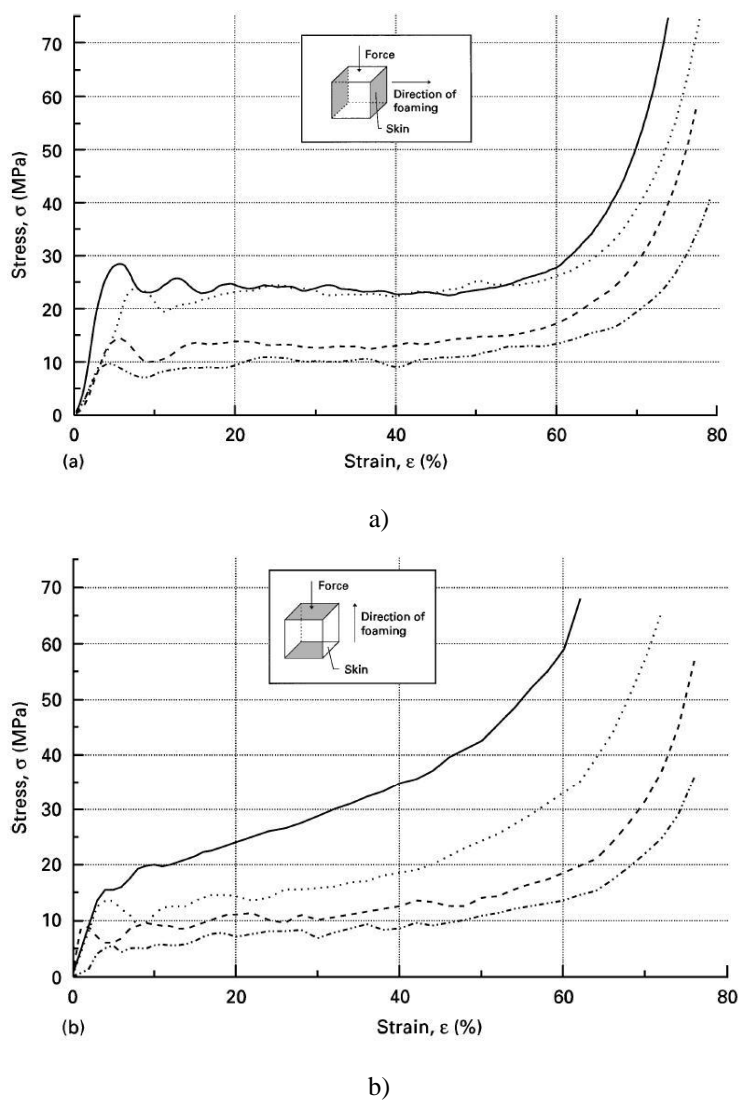 70
60
50
40
30
20
10
0
Stress, σ (MPa)
Force
Direction of
foaming
Skin
0
20
40
60
80
Strain, ε (%)
(a)
a)
70
60
50
40
30
20
10
0
Stress, σ (MPa)
Force
Direction of
foaming
Skin
0
20
40
60
80
Strain, ε (%)
(b)
b)